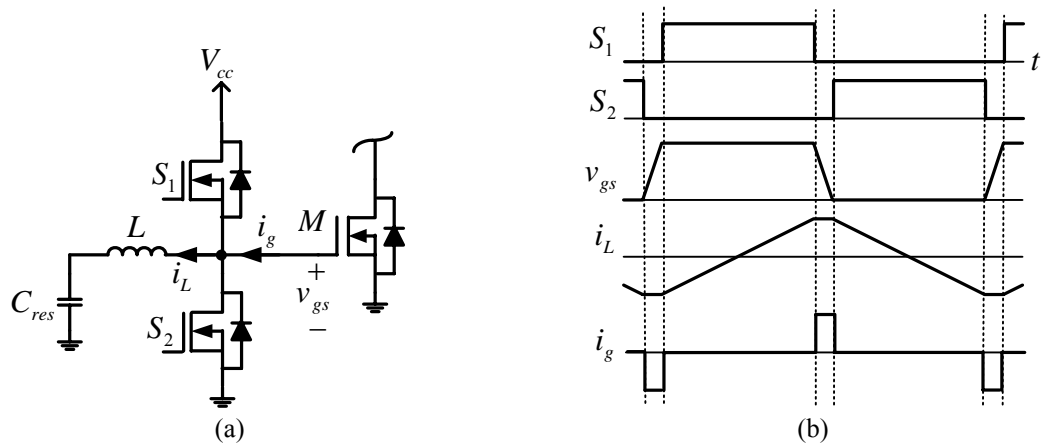 V_cc
S_1
L
i_L
i_g
M
+
v_gs
−
C_res
S_2
(a)
S_1
t
S_2
v_gs
i_L
i_g
(b)